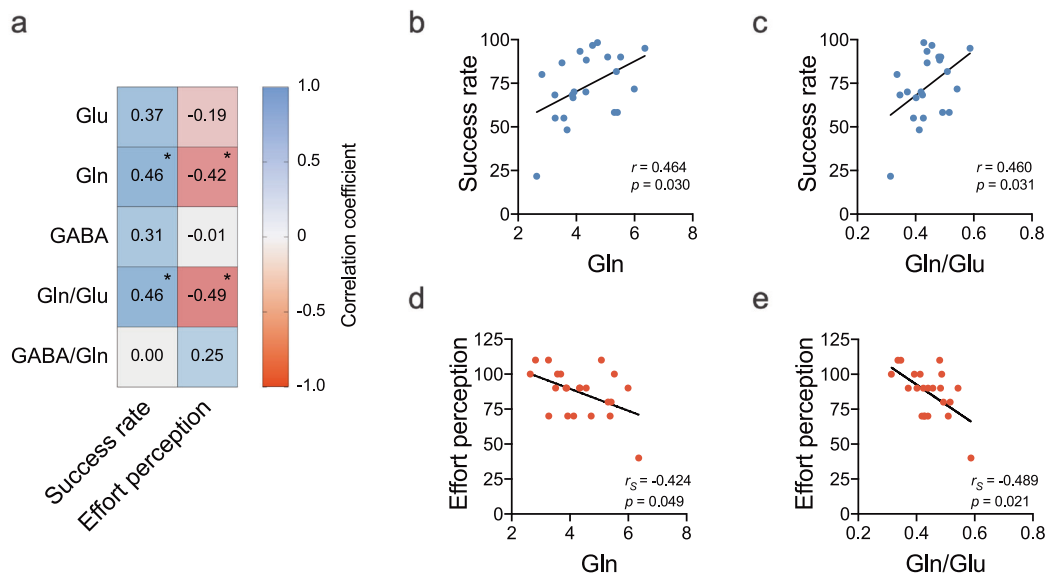 a
Glu
Gln
GABA
Gln/Glu
GABA/Gln
0.37
-0.19
0.46 *
-0.42 *
0.31
-0.01
0.46 *
-0.49 *
0.00
0.25
Success rate
Effort perception
1.0
0.5
0
-0.5
-1.0
Correlation coefficient
b
Success rate
100
75
50
25
0
2
4
6
8
Gln
r = 0.464
p = 0.030
c
Success rate
100
75
50
25
0
0.2
0.4
0.6
0.8
Gln/Glu
r = 0.460
p = 0.031
d
Effort perception
125
100
75
50
25
0
2
4
6
8
Gln
rS = -0.424
p = 0.049
e
Effort perception
125
100
75
50
25
0
0.2
0.4
0.6
0.8
Gln/Glu
rS = -0.489
p = 0.021